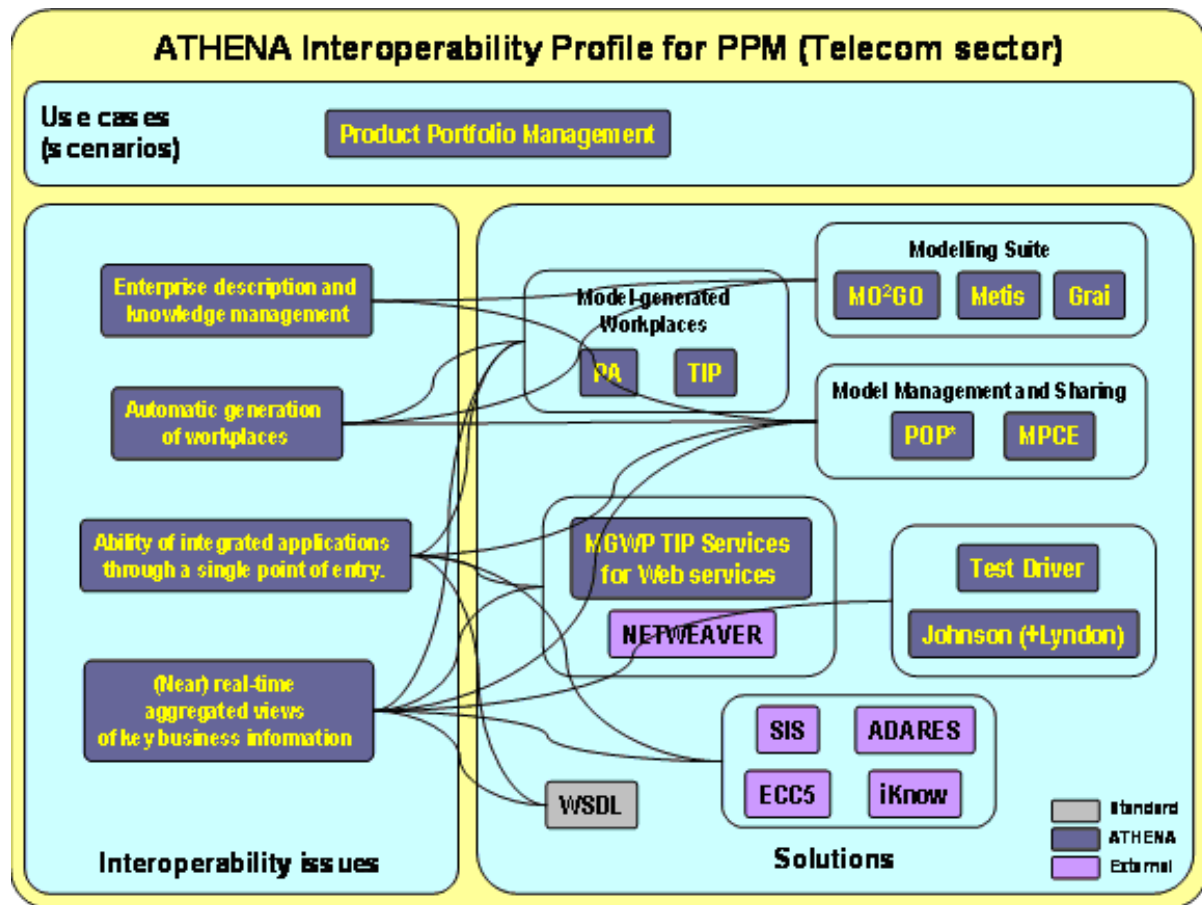 ATHENA Interoperability Profile for PPM (Telecom sector)
Use cases
(scenarios)
Product Portfolio Management
Enterprise description and
knowledge management
Automatic generation
of workplaces
Ability of integrated applications
through a single point of entry.
(Near) real-time
aggregated views
of key business information
Interoperability issues
Model-generated
Workplaces
PA
TIP
Modelling Suite
MO²GO
Metis
Grai
Model Management and Sharing
POP*
MPCE
MGWP TIP Services
for Web services
NETWEAVER
Test Driver
Johnson (+Lyndon)
SIS
ADARES
ECC5
iKnow
WSDL
Solutions
Standard
ATHENA
External